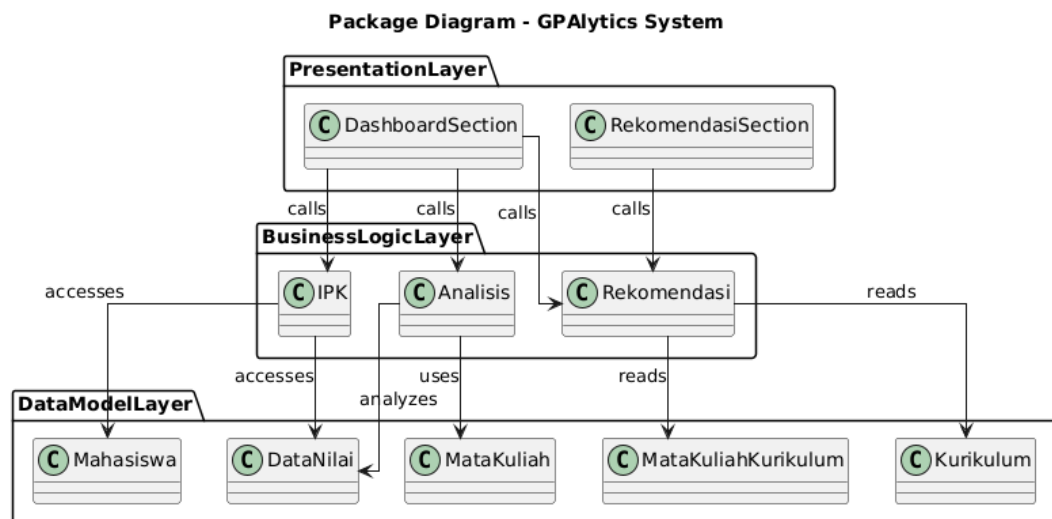 Package Diagram - GPAlytics System
PresentationLayer
C DashboardSection
C RekomendasiSection
calls
calls
calls
calls
BusinessLogicLayer
C IPK
C Analisis
C Rekomendasi
accesses
reads
accesses
uses
reads
analyzes
DataModelLayer
C Mahasiswa
C DataNilai
C MataKuliah
C MataKuliahKurikulum
C Kurikulum